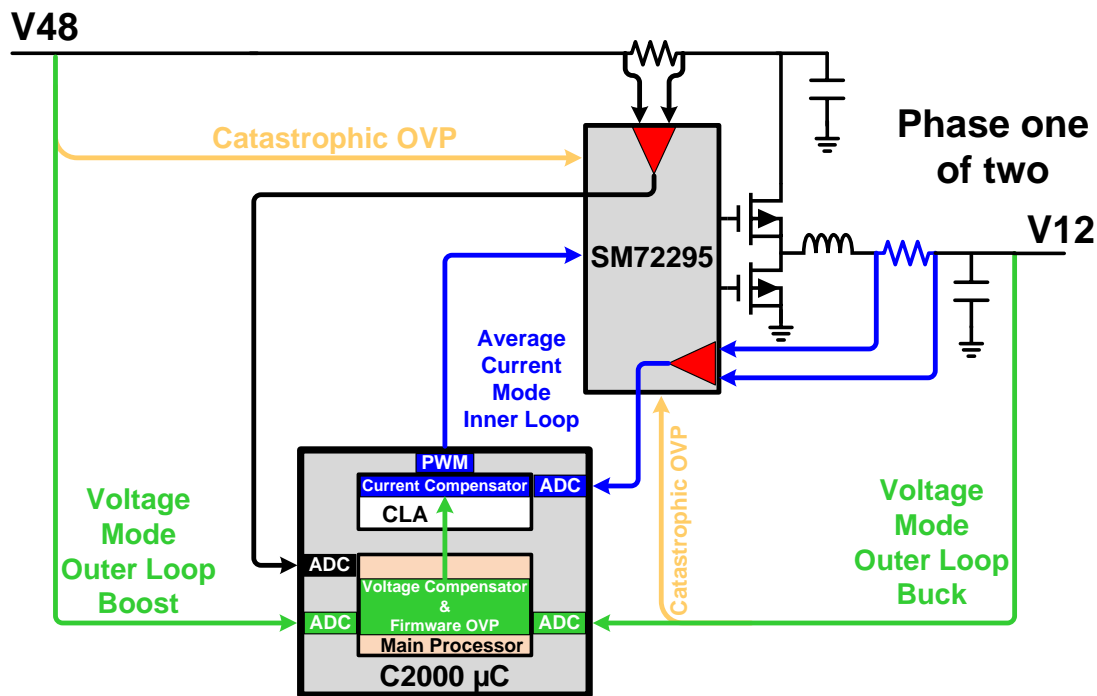 V48
Catastrophic OVP
Phase one
of two
V12
SM72295
Average
Current
Mode
Inner Loop
PWM
Current Compensator
ADC
CLA
Voltage
Mode
Outer Loop
Boost
ADC
Voltage Compensator
&
Firmware OVP
ADC
ADC
Main Processor
C2000 µC
Catastrophic OVP
Voltage
Mode
Outer Loop
Buck